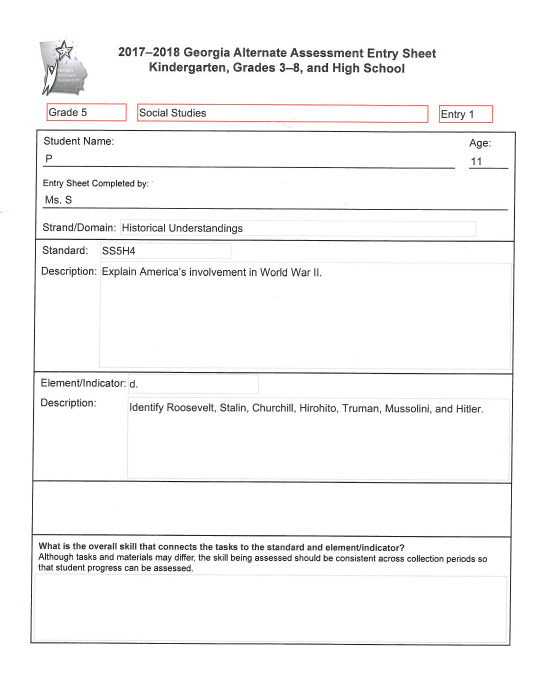 Georgia
Alternate
Assessment
2017–2018 Georgia Alternate Assessment Entry Sheet
Kindergarten, Grades 3–8, and High School
Grade 5
Social Studies
Entry 1
Student Name:
Age:
P
11
Entry Sheet Completed by:
Ms. S
Strand/Domain: Historical Understandings
Standard: SS5H4
Description: Explain America's involvement in World War II.
Element/Indicator: d.
Description: Identify Roosevelt, Stalin, Churchill, Hirohito, Truman, Mussolini, and Hitler.
What is the overall skill that connects the tasks to the standard and element/indicator?
Although tasks and materials may differ, the skill being assessed should be consistent across collection periods so
that student progress can be assessed.